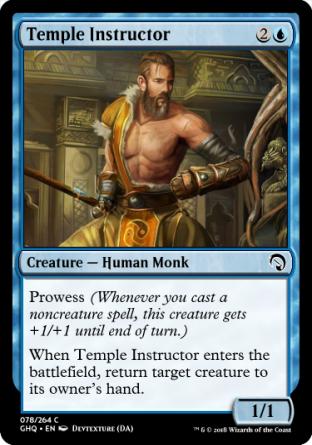 Temple Instructor 2
Creature — Human Monk
Prowess (Whenever you cast a
noncreature spell, this creature gets
+1/+1 until end of turn.)
When Temple Instructor enters the
battlefield, return target creature to
its owner's hand.
1/1
078/264 C
GHQ • EN DEVTEXTURE (DA)
™ & © 2018 Wizards of the Coast